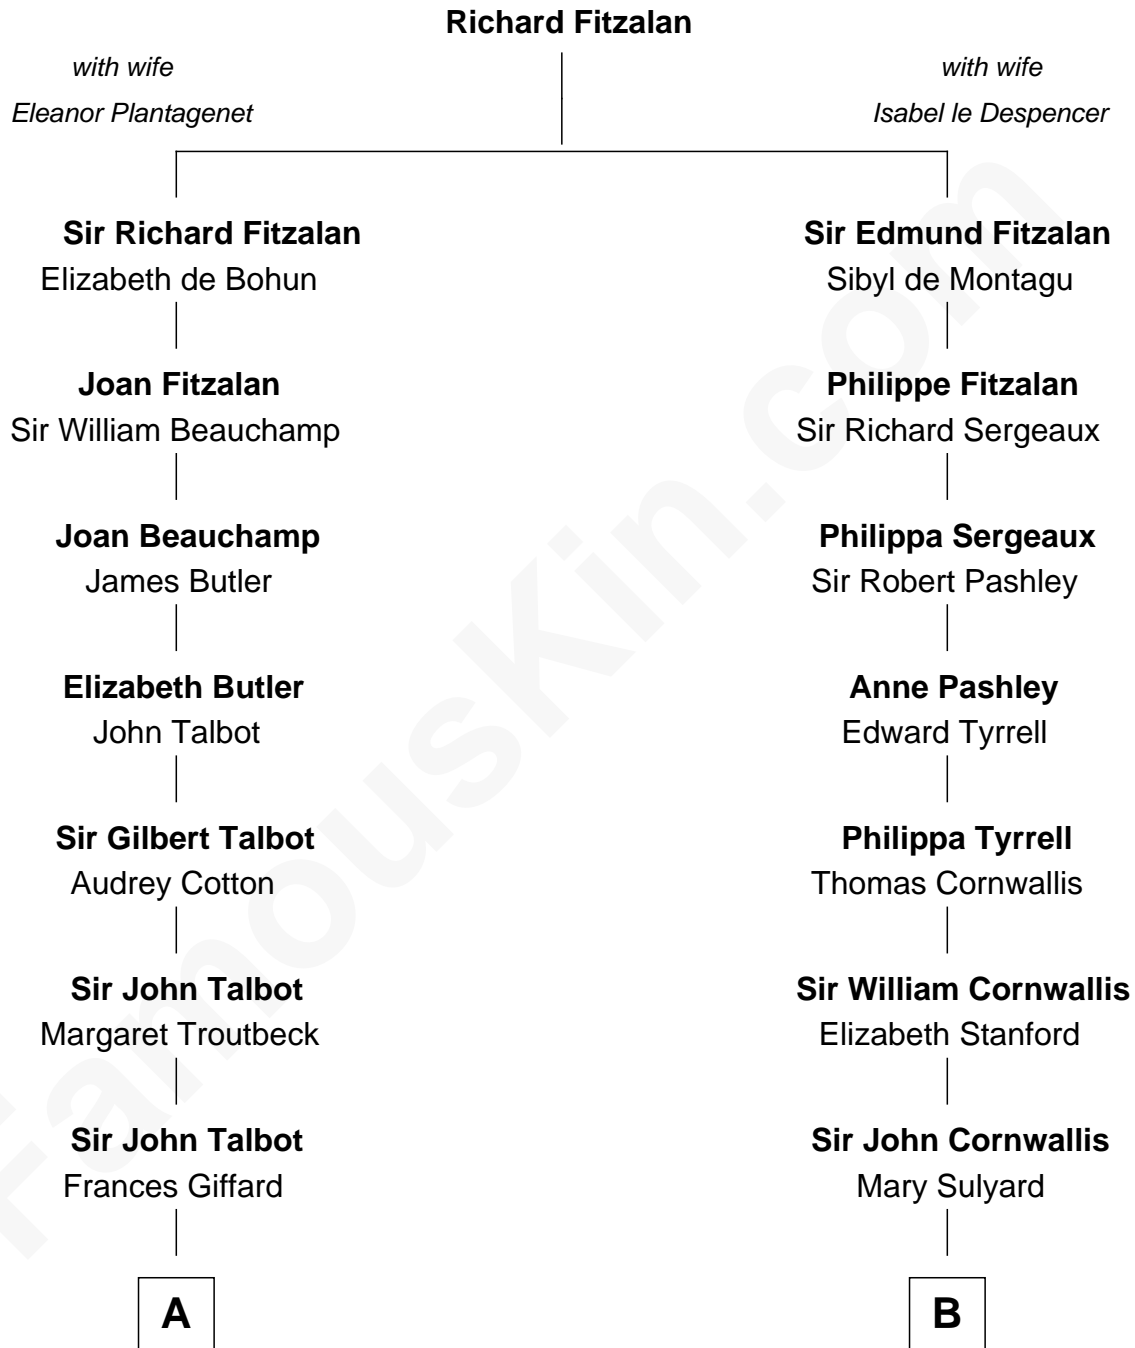 Richard Fitzalan
with wife
Eleanor Plantagenet
with wife
Isabel le Despencer
Sir Richard Fitzalan
Elizabeth de Bohun
Joan Fitzalan
Sir William Beauchamp
Joan Beauchamp
James Butler
Elizabeth Butler
John Talbot
Sir Gilbert Talbot
Audrey Cotton
Sir John Talbot
Margaret Troutbeck
Sir John Talbot
Frances Giffard
A
Sir Edmund Fitzalan
Sibyl de Montagu
Philippe Fitzalan
Sir Richard Sergeaux
Philippa Sergeaux
Sir Robert Pashley
Anne Pashley
Edward Tyrrell
Philippa Tyrrell
Thomas Cornwallis
Sir William Cornwallis
Elizabeth Stanford
Sir John Cornwallis
Mary Sulyard
B
FamousKin.com